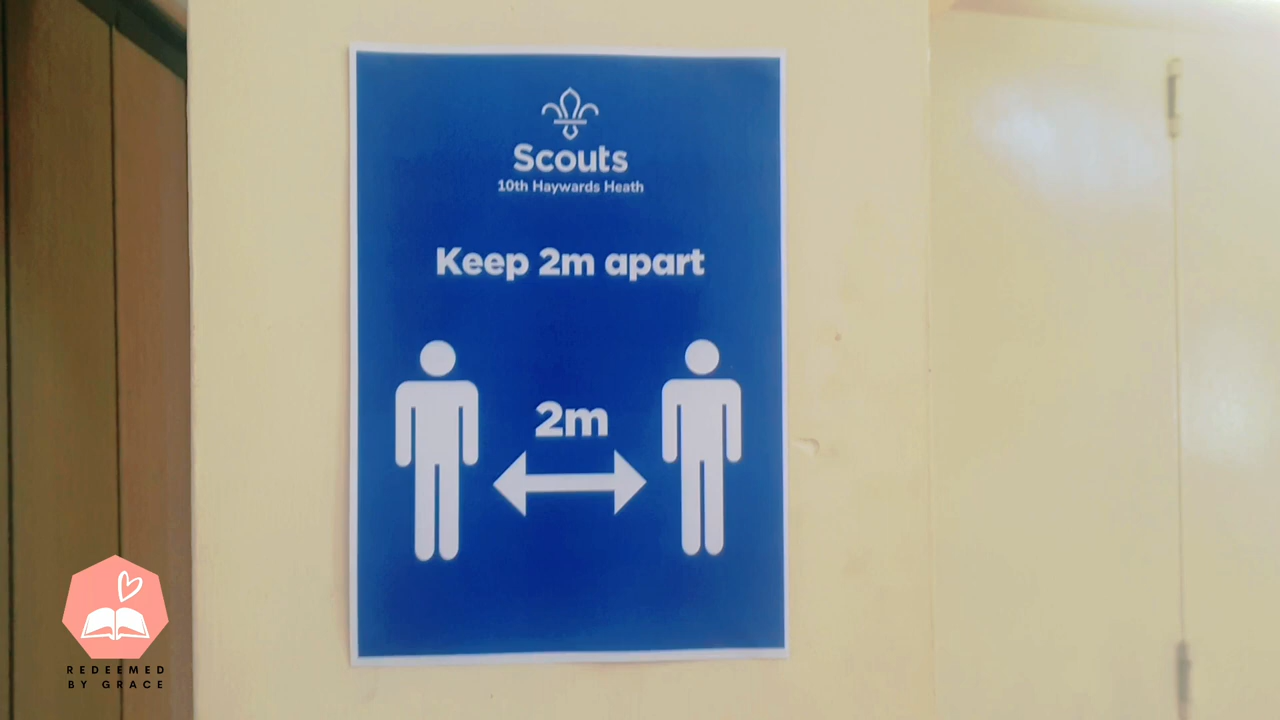 Scouts
10th Haywards Heath
Keep 2m apart
2m
REDEEMED
BY GRACE